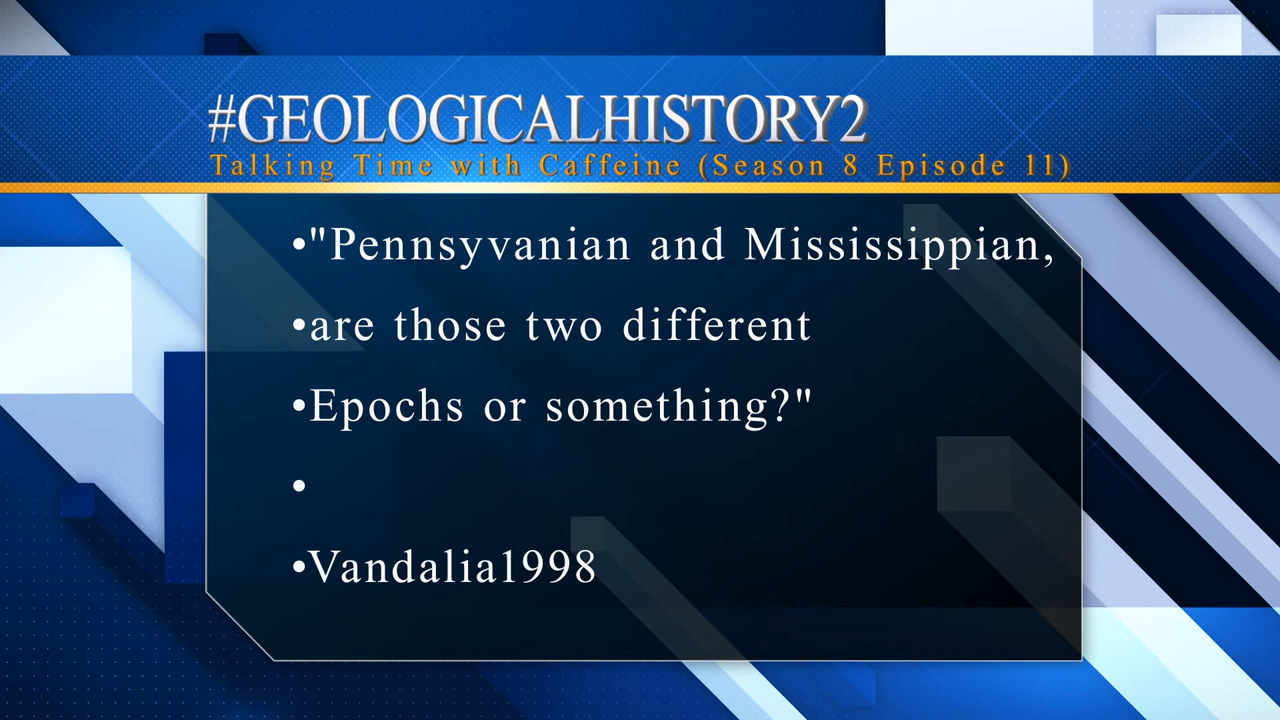 #GEOLOGICALHISTORY2
Talking Time with Caffeine (Season 8 Episode 11)
•"Pennsyvanian and Mississippian,
•are those two different
•Epochs or something?"
•
•Vandalia1998